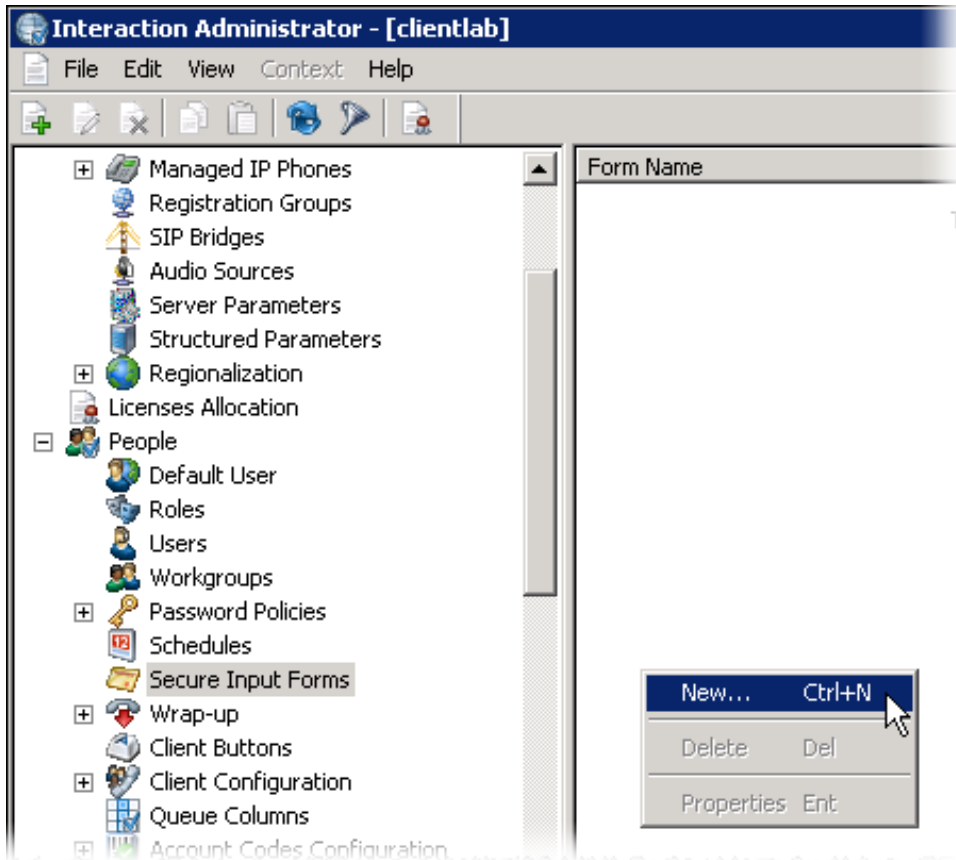 Interaction Administrator - [clientlab]
File Edit View Context Help
Managed IP Phones
Registration Groups
SIP Bridges
Audio Sources
Server Parameters
Structured Parameters
Regionalization
Licenses Allocation
People
Default User
Roles
Users
Workgroups
Password Policies
Schedules
12
Secure Input Forms
Wrap-up
Client Buttons
Client Configuration
Queue Columns
Account Codes Configuration
Form Name
New... Ctrl+N
Delete Del
Properties Ent